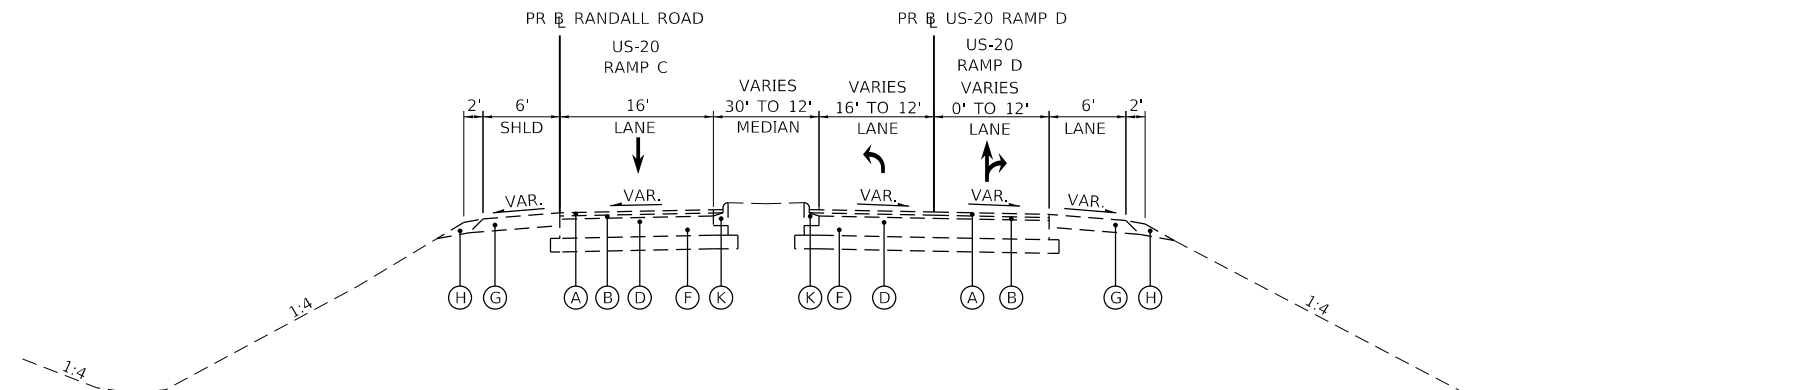 PR BL RANDALL ROAD
PR BL US-20 RAMP D
US-20
RAMP C
US-20
RAMP D
2'
6'
SHLD
16'
LANE
VARIES
30' TO 12'
MEDIAN
VARIES
16' TO 12'
LANE
VARIES
0' TO 12'
LANE
6'
LANE
2'
VAR.
VAR.
VAR.
VAR.
VAR.
H G A B D F K K F D A B G H
1:4
1:4
1:4